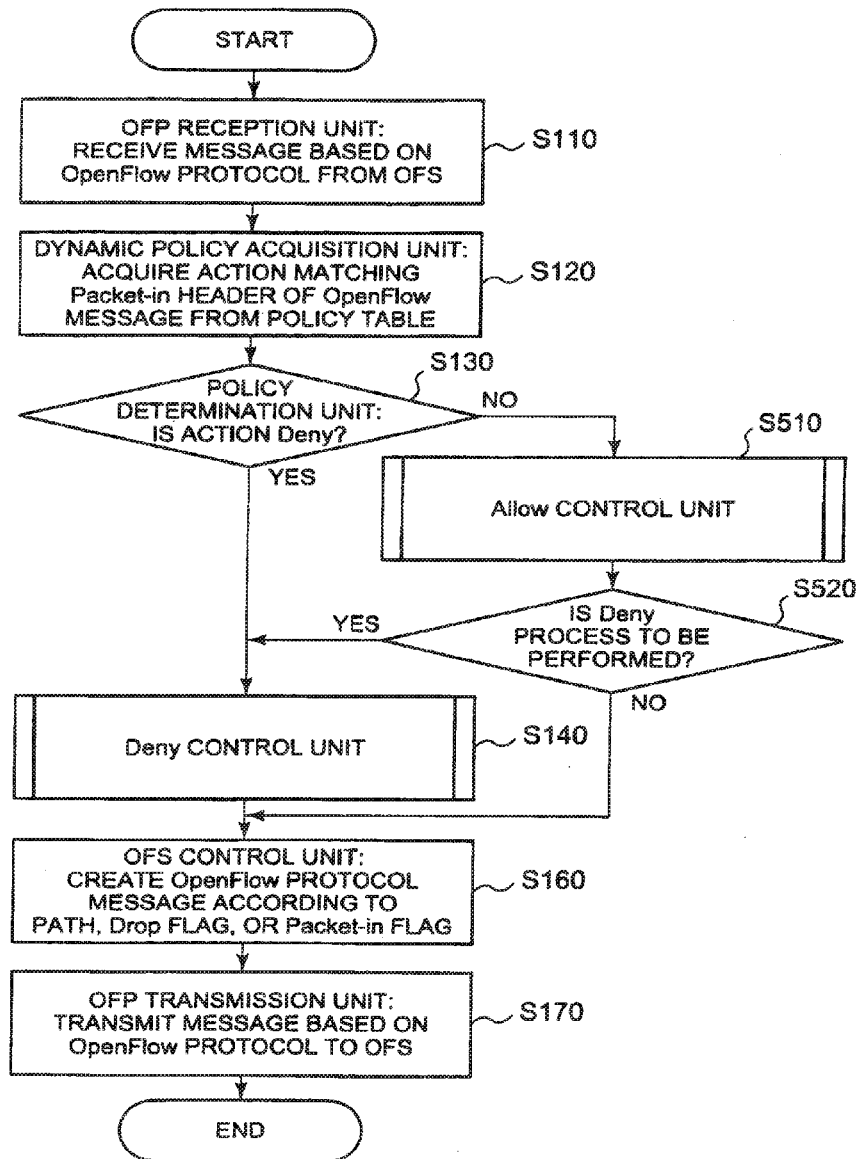 START
OFP RECEPTION UNIT:
RECEIVE MESSAGE BASED ON
OpenFlow PROTOCOL FROM OFS
S110
DYNAMIC POLICY ACQUISITION UNIT:
ACQUIRE ACTION MATCHING
Packet-in HEADER OF OpenFlow
MESSAGE FROM POLICY TABLE
S120
S130
POLICY
DETERMINATION UNIT:
IS ACTION Deny?
NO
YES
S510
Allow CONTROL UNIT
S520
IS Deny
PROCESS TO BE
PERFORMED?
YES
NO
Deny CONTROL UNIT
S140
OFS CONTROL UNIT:
CREATE OpenFlow PROTOCOL
MESSAGE ACCORDING TO
PATH, Drop FLAG, OR Packet-in FLAG
S160
OFP TRANSMISSION UNIT:
TRANSMIT MESSAGE BASED ON
OpenFlow PROTOCOL TO OFS
S170
END